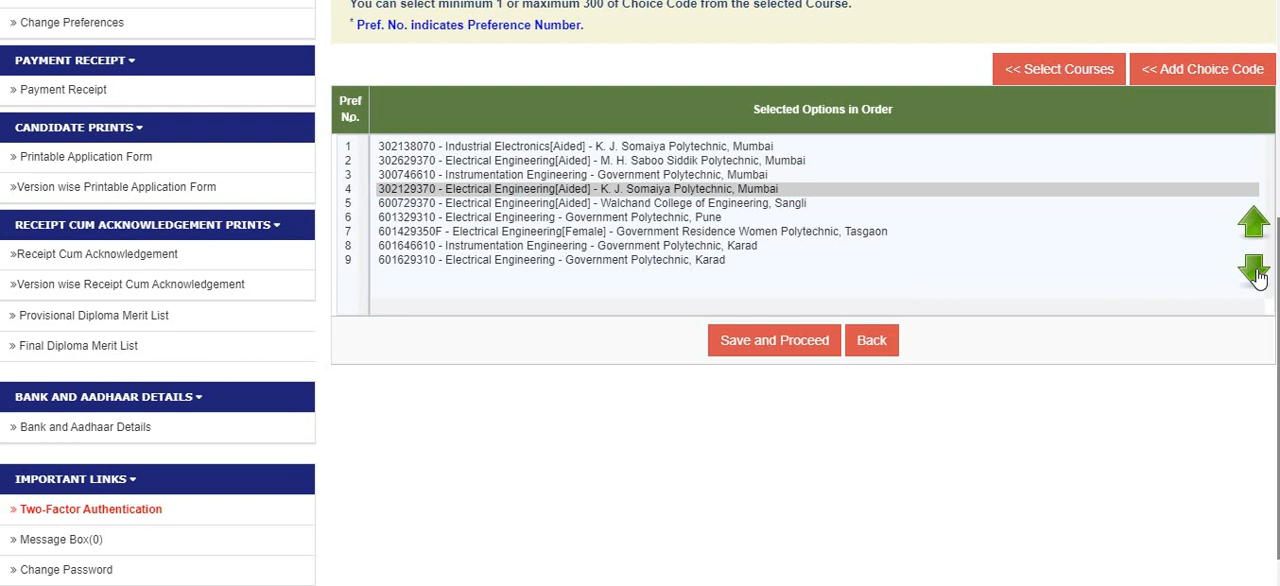 » Change Preferences
PAYMENT RECEIPT
» Payment Receipt
CANDIDATE PRINTS
» Printable Application Form
»Version wise Printable Application Form
RECEIPT CUM ACKNOWLEDGEMENT PRINTS
»Receipt Cum Acknowledgement
»Version wise Receipt Cum Acknowledgement
» Provisional Diploma Merit List
» Final Diploma Merit List
BANK AND AADHAAR DETAILS
» Bank and Aadhaar Details
IMPORTANT LINKS
» Two-Factor Authentication
» Message Box(0)
» Change Password
You can select minimum 1 or maximum 300 of Choice Code from the selected Course.
* Pref. No. indicates Preference Number.
<< Select Courses
<< Add Choice Code
Pref No.
Selected Options in Order
1 302138070 - Industrial Electronics[Aided] - K. J. Somaiya Polytechnic, Mumbai
2 302629370 - Electrical Engineering[Aided] - M. H. Saboo Siddik Polytechnic, Mumbai
3 300746610 - Instrumentation Engineering - Government Polytechnic, Mumbai
4 302129370 - Electrical Engineering[Aided] - K. J. Somaiya Polytechnic, Mumbai
5 600729370 - Electrical Engineering[Aided] - Walchand College of Engineering, Sangli
6 601329310 - Electrical Engineering - Government Polytechnic, Pune
7 601429350F - Electrical Engineering[Female] - Government Residence Women Polytechnic, Tasgaon
8 601646610 - Instrumentation Engineering - Government Polytechnic, Karad
9 601629310 - Electrical Engineering - Government Polytechnic, Karad
Save and Proceed
Back